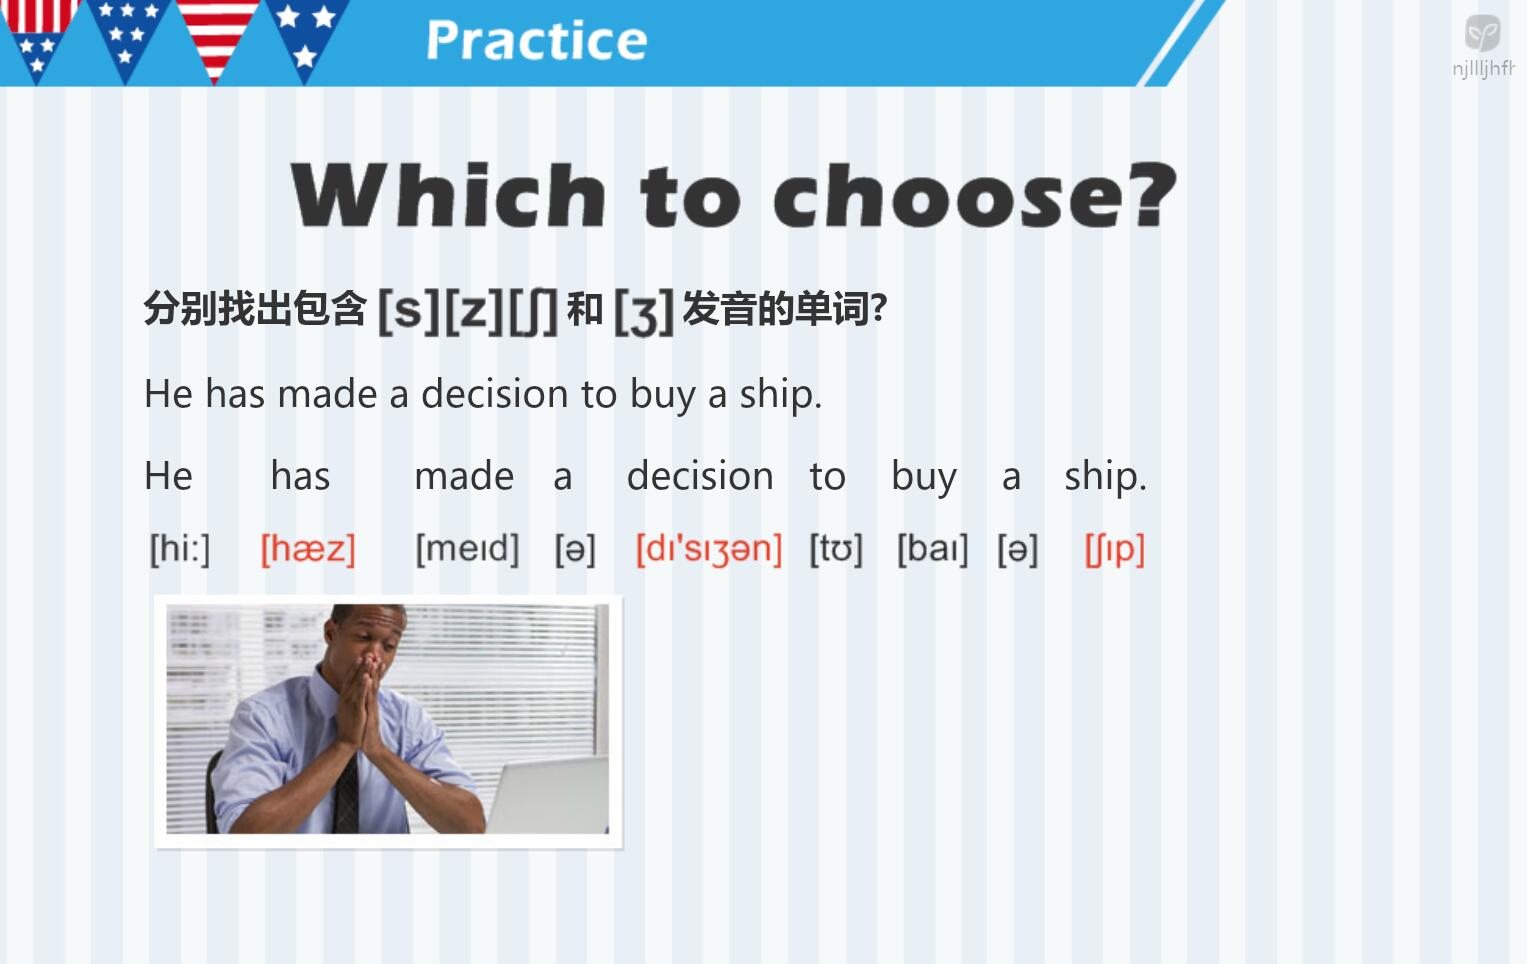 Practice
njllljhfh
Which to choose?
分别找出包含 [s][z][ʃ] 和 [ʒ] 发音的单词?
He has made a decision to buy a ship.
He has made a decision to buy a ship.
[hi:] [hæz] [meɪd] [ə] [dɪ'sɪʒən] [tʊ] [baɪ] [ə] [ʃɪp]